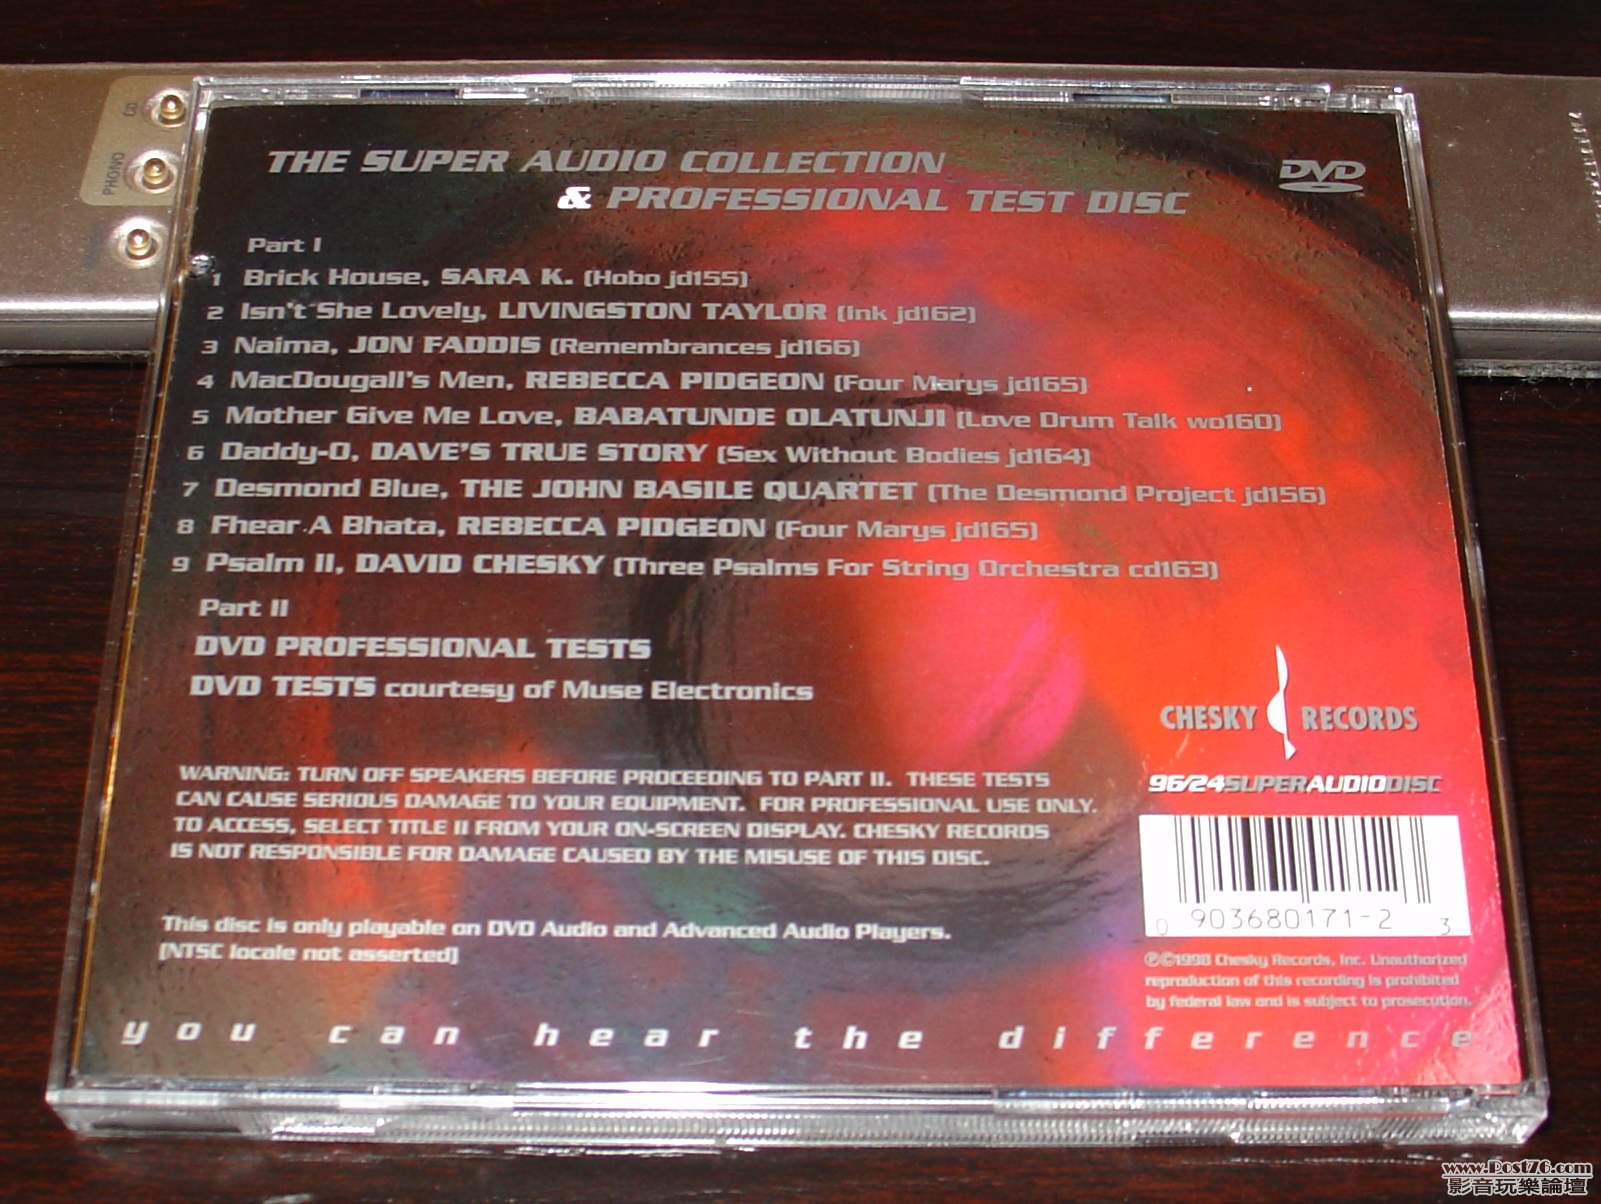 THE SUPER AUDIO COLLECTION
& PROFESSIONAL TEST DISC
DVD
CD
PHONO
Part I
1 Brick House, SARA K. (Hobo jd155)
2 Isn't She Lovely, LIVINGSTON TAYLOR (Ink jd162)
3 Naima, JON FADDIS (Remembrances jd166)
4 MacDougall's Men, REBECCA PIDGEON (Four Marys jd165)
5 Mother Give Me Love, BABATUNDE OLATUNJI (Love Drum Talk wo160)
6 Daddy-O, DAVE'S TRUE STORY (Sex Without Bodies jd164)
7 Desmond Blue, THE JOHN BASILE QUARTET (The Desmond Project jd156)
8 Fhear A Bhata, REBECCA PIDGEON (Four Marys jd165)
9 Psalm II, DAVID CHESKY (Three Psalms For String Orchestra cd163)
Part II
DVD PROFESSIONAL TESTS
DVD TESTS courtesy of Muse Electronics
WARNING: TURN OFF SPEAKERS BEFORE PROCEEDING TO PART II. THESE TESTS
CAN CAUSE SERIOUS DAMAGE TO YOUR EQUIPMENT. FOR PROFESSIONAL USE ONLY.
TO ACCESS, SELECT TITLE II FROM YOUR ON-SCREEN DISPLAY. CHESKY RECORDS
IS NOT RESPONSIBLE FOR DAMAGE CAUSED BY THE MISUSE OF THIS DISC.
This disc is only playable on DVD Audio and Advanced Audio Players.
(NTSC locale not asserted)
CHESKY RECORDS
96/24SUPERAUDIODISC
0 90368 0171-2 3
℗©1998 Chesky Records, Inc. Unauthorized
reproduction of this recording is prohibited
by federal law and is subject to prosecution.
you can hear the difference
www.Post76.com
影音玩樂論壇